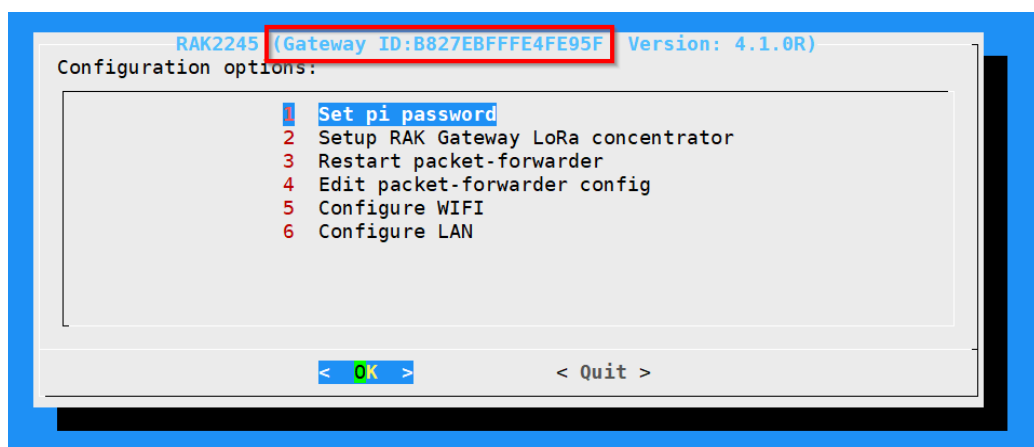 RAK2245 (Gateway ID:B827EBFFFE4FE95F Version: 4.1.0R)
Configuration options:
1 Set pi password
2 Setup RAK Gateway LoRa concentrator
3 Restart packet-forwarder
4 Edit packet-forwarder config
5 Configure WIFI
6 Configure LAN
< OK > < Quit >